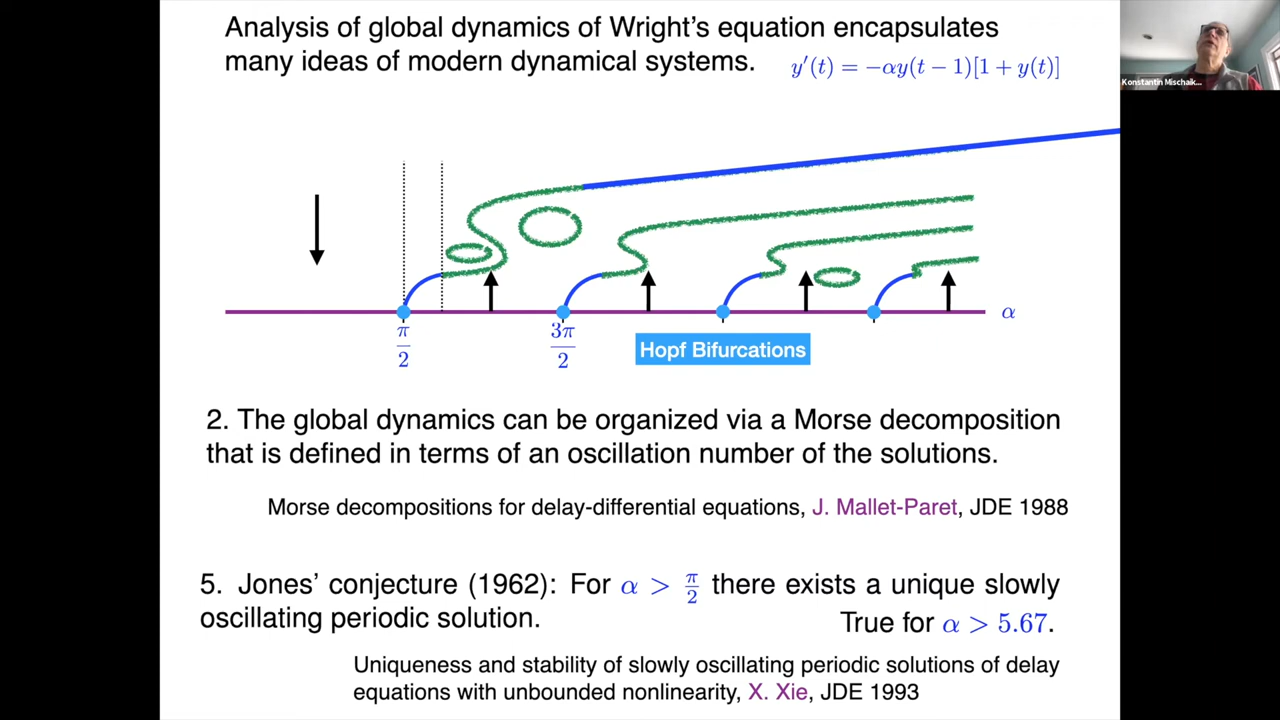 Analysis of global dynamics of Wright's equation encapsulates
many ideas of modern dynamical systems. y′(t) = −αy(t − 1)[1 + y(t)]
Konstantin Mischaik...
α
π/2
3π/2
Hopf Bifurcations
2. The global dynamics can be organized via a Morse decomposition
that is defined in terms of an oscillation number of the solutions.
Morse decompositions for delay-differential equations, J. Mallet-Paret, JDE 1988
5. Jones' conjecture (1962): For α > π/2 there exists a unique slowly
oscillating periodic solution. True for α > 5.67.
Uniqueness and stability of slowly oscillating periodic solutions of delay
equations with unbounded nonlinearity, X. Xie, JDE 1993